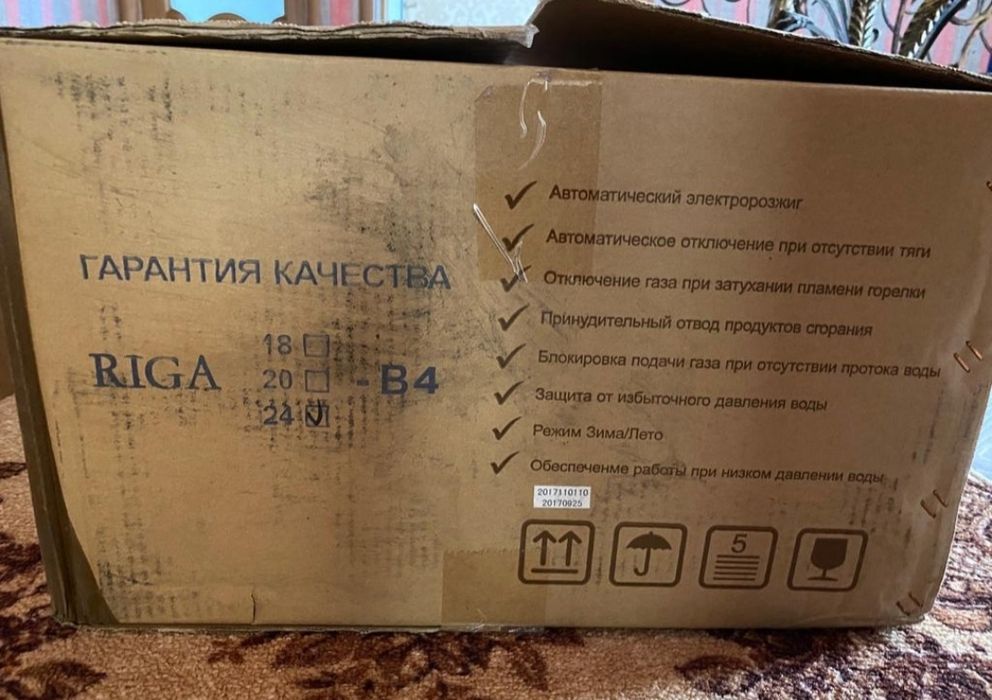 ГАРАНТИЯ КАЧЕСТВА
RIGA
18
20
24 ✓
- B4
✓ Автоматический электророзжиг
✓ Автоматическое отключение при отсутствии тяги
✓ Отключение газа при затухании пламени горелки
✓ Принудительный отвод продуктов сгорания
✓ Блокировка подачи газа при отсутствии протока воды
✓ Защита от избыточного давления воды
✓ Режим Зима/Лето
✓ Обеспеченме работы при низком давлении воды
2017110110
20170925
5